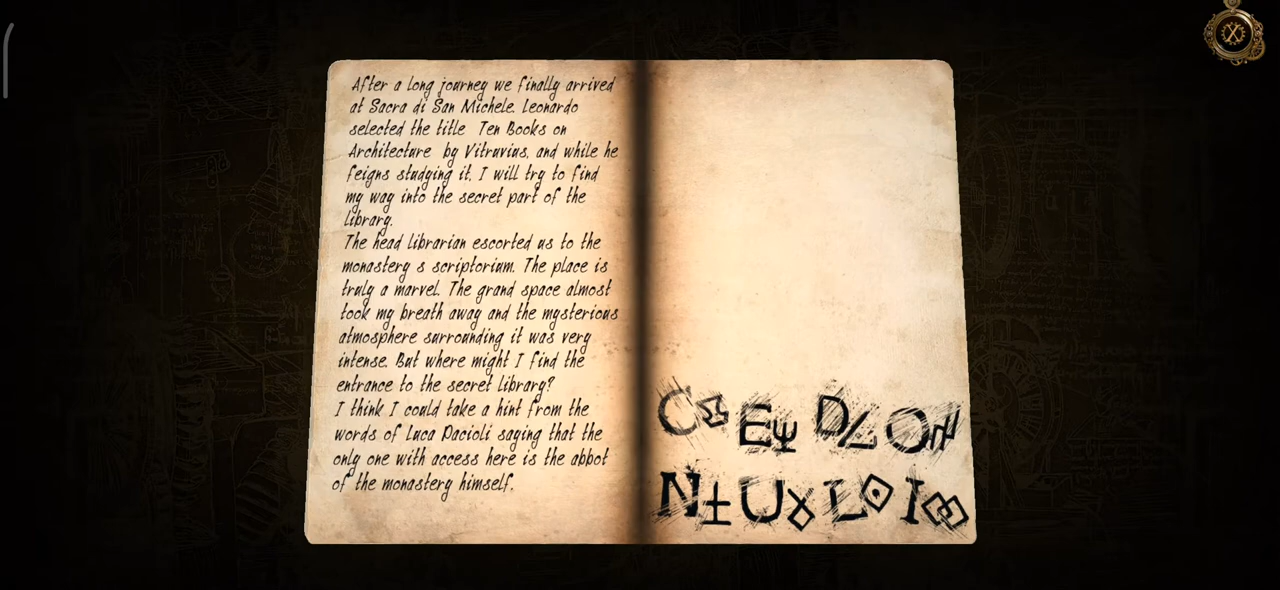 After a long journey we finally arrived
at Sacra di San Michele. Leonardo
selected the title Ten Books on
Architecture by Vitruvius, and while he
feigns studying it, I will try to find
my way into the secret part of the
library.
The head librarian escorted us to the
monastery s scriptorium. The place is
truly a marvel. The grand space almost
took my breath away and the mysterious
atmosphere surrounding it was very
intense. But where might I find the
entrance to the secret library?
I think I could take a hint from the
words of Luca Pacioli saying that the
only one with access here is the abbot
of the monastery himself.
C E D O
N U L I